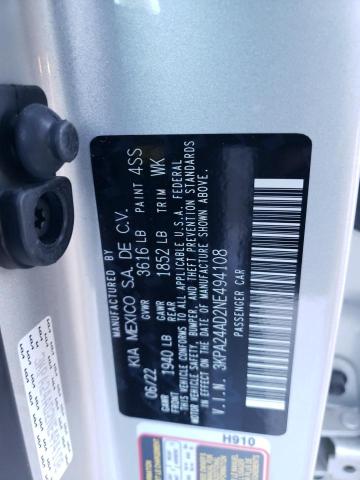 MANUFACTURED BY
KIA MEXICO S.A. DE C.V.
06/22 GVWR 3616 LB PAINT 4SS
GAWR F 1940 LB GAWR R 1852 LB TRIM WK
THIS VEHICLE CONFORMS TO ALL APPLICABLE U.S.A. FEDERAL
MOTOR VEHICLE SAFETY, BUMPER, AND THEFT PREVENTION STANDARDS
IN EFFECT ON THE DATE OF MANUFACTURE SHOWN ABOVE.
V.I.N. 3KPA24AD2NE494108
PASSENGER CAR
H910